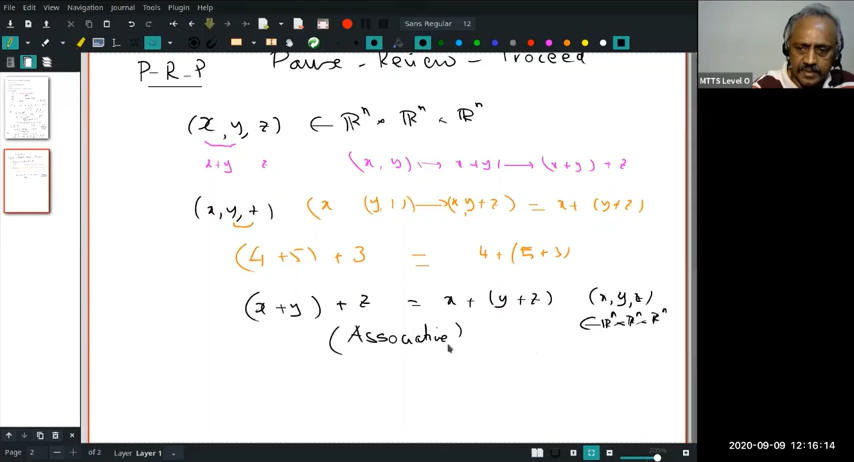 File Edit View Navigation Journal Tools Plugin Help
Sans Regular 12
P-R-P Pause - Review - Proceed
(x, y, z) ∈ ℝⁿ × ℝⁿ × ℝⁿ
x+y z (x, y) ↦ x+y ⟼ (x+y) + z
(x, y, z) (x (y, z)) ⟼ (x, y+z) = x+ (y+z)
(4+5) + 3 = 4+(5+3)
(x+y) + z = x + (y+z) (x, y, z)
∈ ℝⁿ × ℝⁿ × ℝⁿ
(Associative)
MTTS Level O
2020-09-09 12:16:14
Page 2 of 2 Layer Layer 1